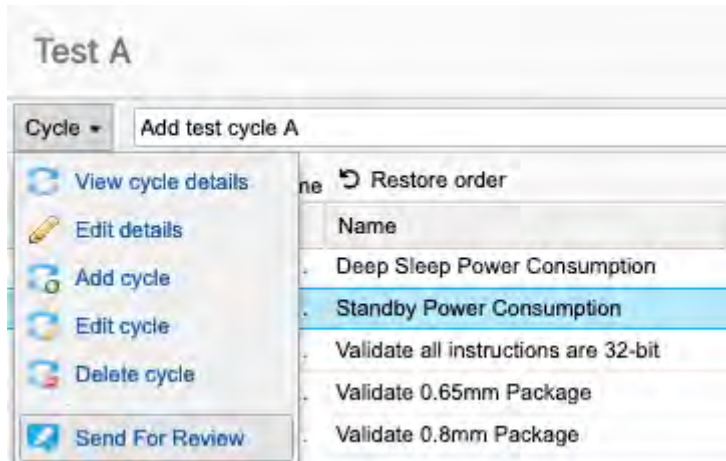 Test A
Cycle
Add test cycle A
View cycle details
Edit details
Add cycle
Edit cycle
Delete cycle
Send For Review
me
Restore order
Name
Deep Sleep Power Consumption
Standby Power Consumption
Validate all instructions are 32-bit
Validate 0.65mm Package
Validate 0.8mm Package